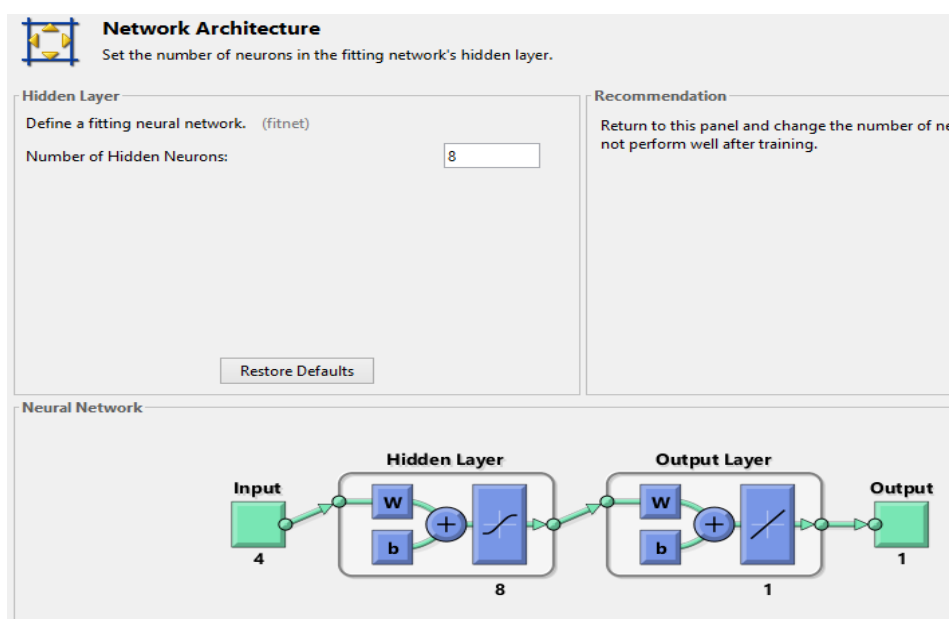 Network Architecture
Set the number of neurons in the fitting network's hidden layer.
Hidden Layer
Define a fitting neural network. (fitnet)
Number of Hidden Neurons: 8
Restore Defaults
Recommendation
Return to this panel and change the number of
not perform well after training.
Neural Network
Hidden Layer
Output Layer
Input
W
b
+
4
8
W
b
+
1
Output
1